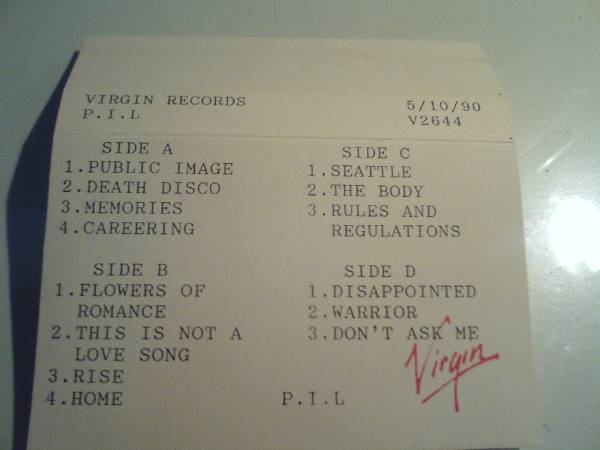 VIRGIN RECORDS
P.I.L
5/10/90
V2644
SIDE A
1.PUBLIC IMAGE
2.DEATH DISCO
3.MEMORIES
4.CAREERING
SIDE B
1.FLOWERS OF
ROMANCE
2.THIS IS NOT A
LOVE SONG
3.RISE
4.HOME
SIDE C
1.SEATTLE
2.THE BODY
3.RULES AND
REGULATIONS
SIDE D
1.DISAPPOINTED
2.WARRIOR
3.DON'T ASK ME
Virgin
P.I.L